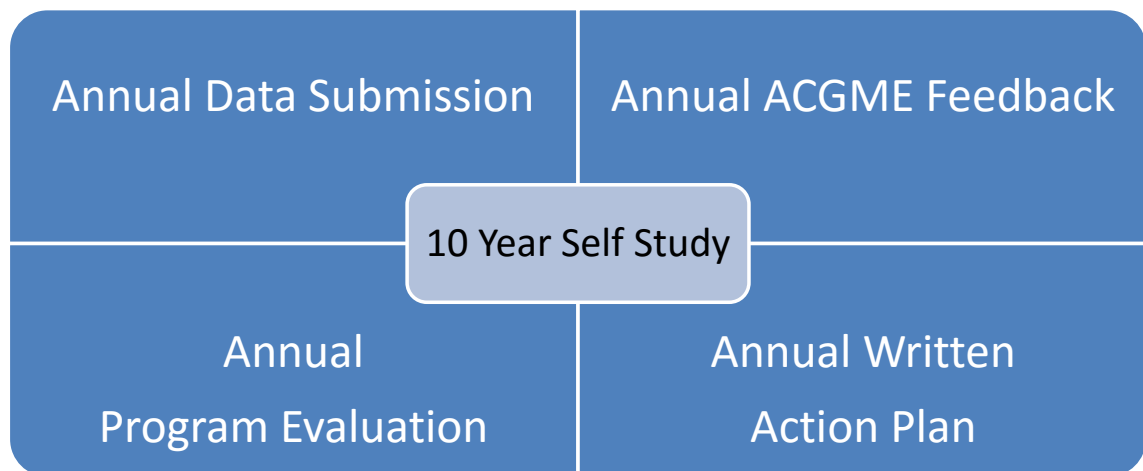 Annual Data Submission
Annual ACGME Feedback
10 Year Self Study
Annual
Program Evaluation
Annual Written
Action Plan